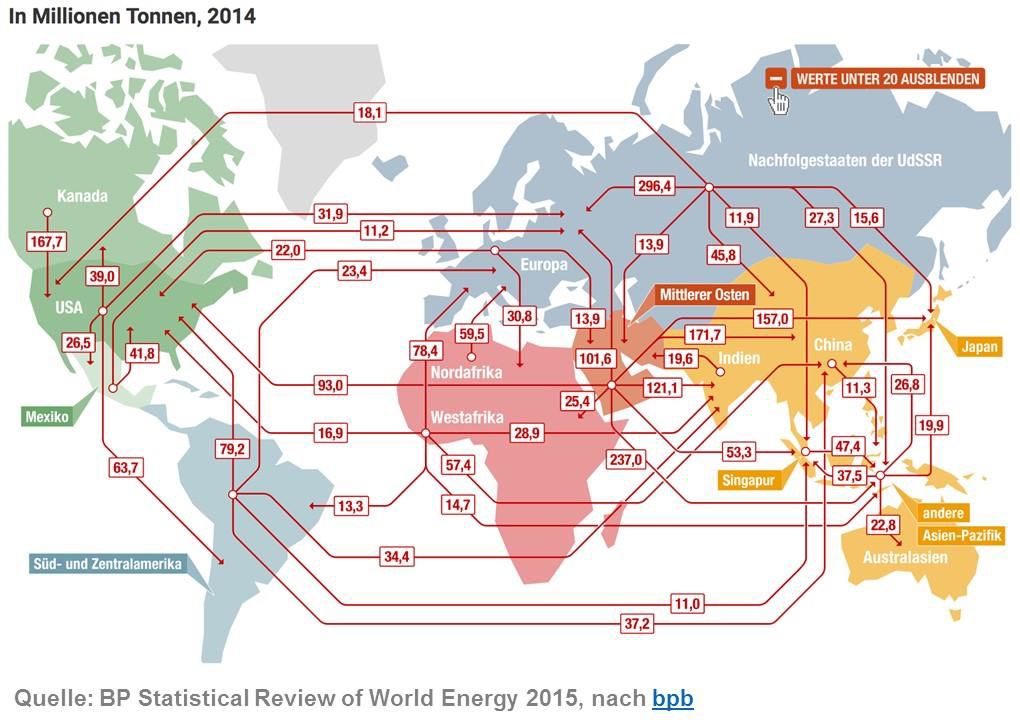 In Millionen Tonnen, 2014
WERTE UNTER 20 AUSBLENDEN
18,1
Nachfolgestaaten der UdSSR
Kanada
296,4
31,9
11,9
27,3
15,6
11,2
167,7
13,9
22,0
45,8
Europa
39,0
23,4
USA
Mittlerer Osten
30,8
13,9
157,0
59,5
171,7
26,5
China
Japan
41,8
78,4
101,6
19,6
Indien
Nordafrika
93,0
121,1
11,3
26,8
25,4
Mexiko
Westafrika
16,9
28,9
19,9
79,2
47,4
53,3
63,7
57,4
237,0
37,5
Singapur
13,3
14,7
andere
22,8
Asien-Pazifik
34,4
Australasien
Süd- und Zentralamerika
11,0
37,2
Quelle: BP Statistical Review of World Energy 2015, nach bpb